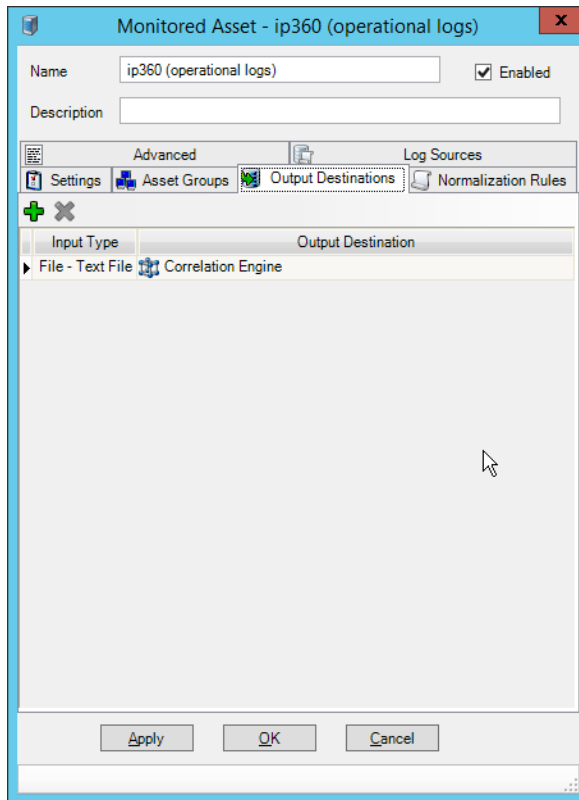 Monitored Asset - ip360 (operational logs)
x
Name ip360 (operational logs) Enabled
Description
Advanced Log Sources
Settings Asset Groups Output Destinations Normalization Rules
Input Type Output Destination
File - Text File Correlation Engine
Apply OK Cancel